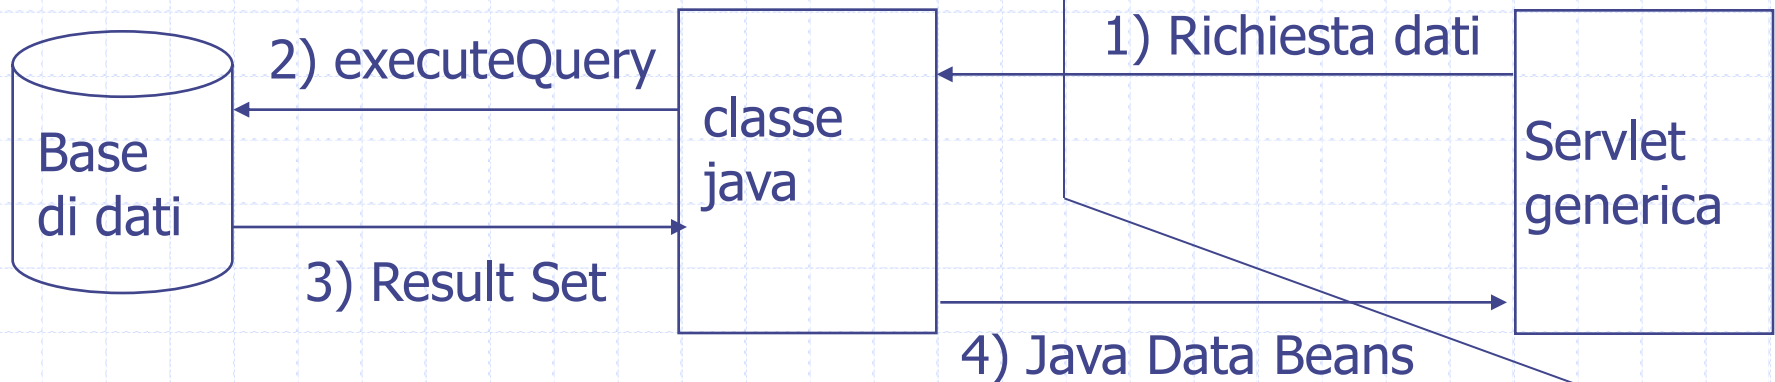 1) Richiesta dati
2) executeQuery
classe
java
Base
di dati
Servlet
generica
3) Result Set
4) Java Data Beans